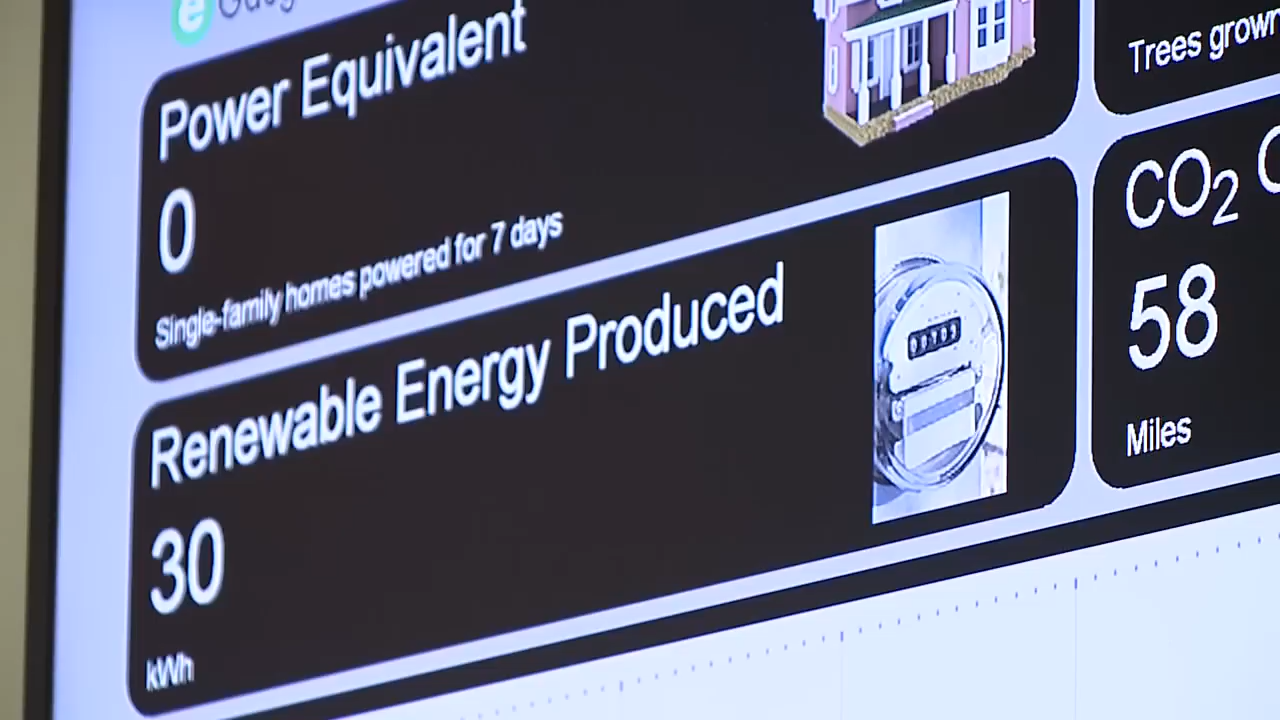 e
Power Equivalent
0
Single-family homes powered for 7 days
Renewable Energy Produced
30
kWh
Trees grown
CO₂
58
Miles